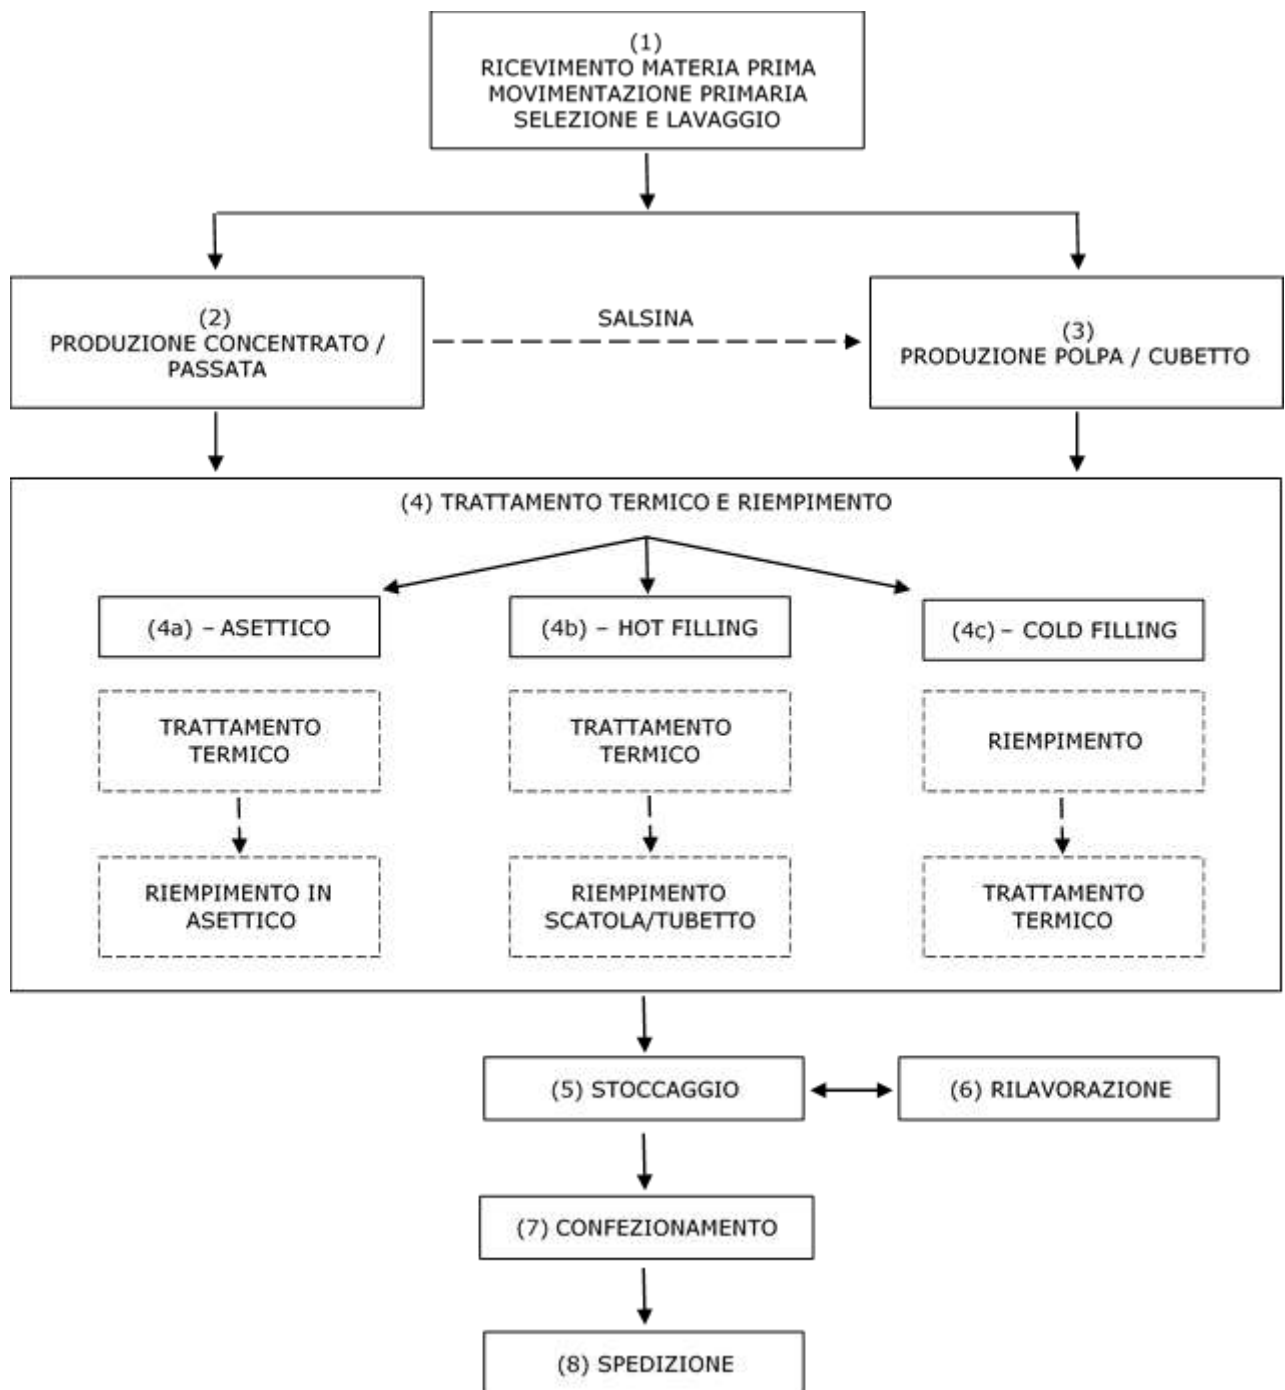 (1)
RICEVIMENTO MATERIA PRIMA
MOVIMENTAZIONE PRIMARIA
SELEZIONE E LAVAGGIO
(2)
PRODUZIONE CONCENTRATO /
PASSATA
SALSINA
(3)
PRODUZIONE POLPA / CUBETTO
(4) TRATTAMENTO TERMICO E RIEMPIMENTO
(4a) – ASETTICO
(4b) – HOT FILLING
(4c) – COLD FILLING
TRATTAMENTO
TERMICO
TRATTAMENTO
TERMICO
RIEMPIMENTO
RIEMPIMENTO IN
ASETTICO
RIEMPIMENTO
SCATOLA/TUBETTO
TRATTAMENTO
TERMICO
(5) STOCCAGGIO
(6) RILAVORAZIONE
(7) CONFEZIONAMENTO
(8) SPEDIZIONE